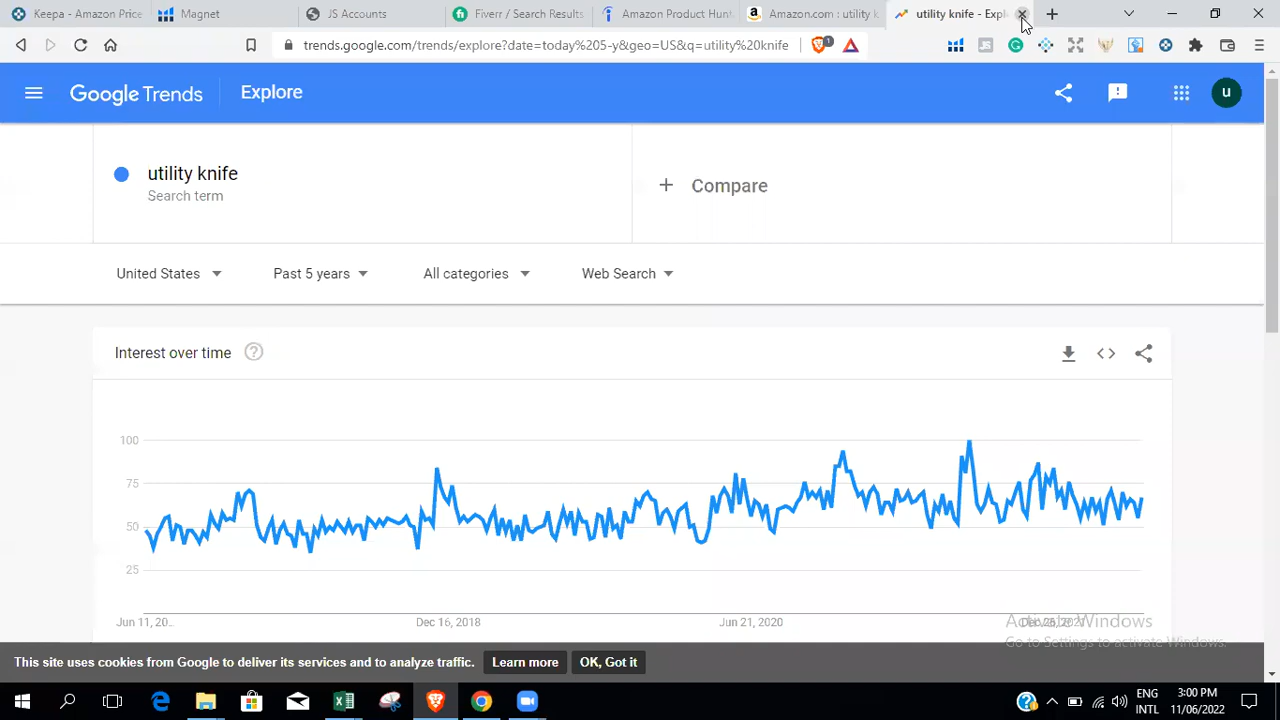 Keepa - Amazon Price
Magnet
JS Accounts
Fiverr / Search Results
Amazon Product Hunt
Amazon.com : utility k
utility knife - Expl
trends.google.com/trends/explore?date=today%205-y&geo=US&q=utility%20knife
1
JS
Google Trends
Explore
u
utility knife
Search term
+ Compare
United States
Past 5 years
All categories
Web Search
Interest over time
100
75
50
25
Jun 11, 20...
Dec 16, 2018
Jun 21, 2020
Activate Windows
Go to Settings to activate Windows.
This site uses cookies from Google to deliver its services and to analyze traffic.
Learn more
OK, Got it
ENG
INTL
3:00 PM
11/06/2022